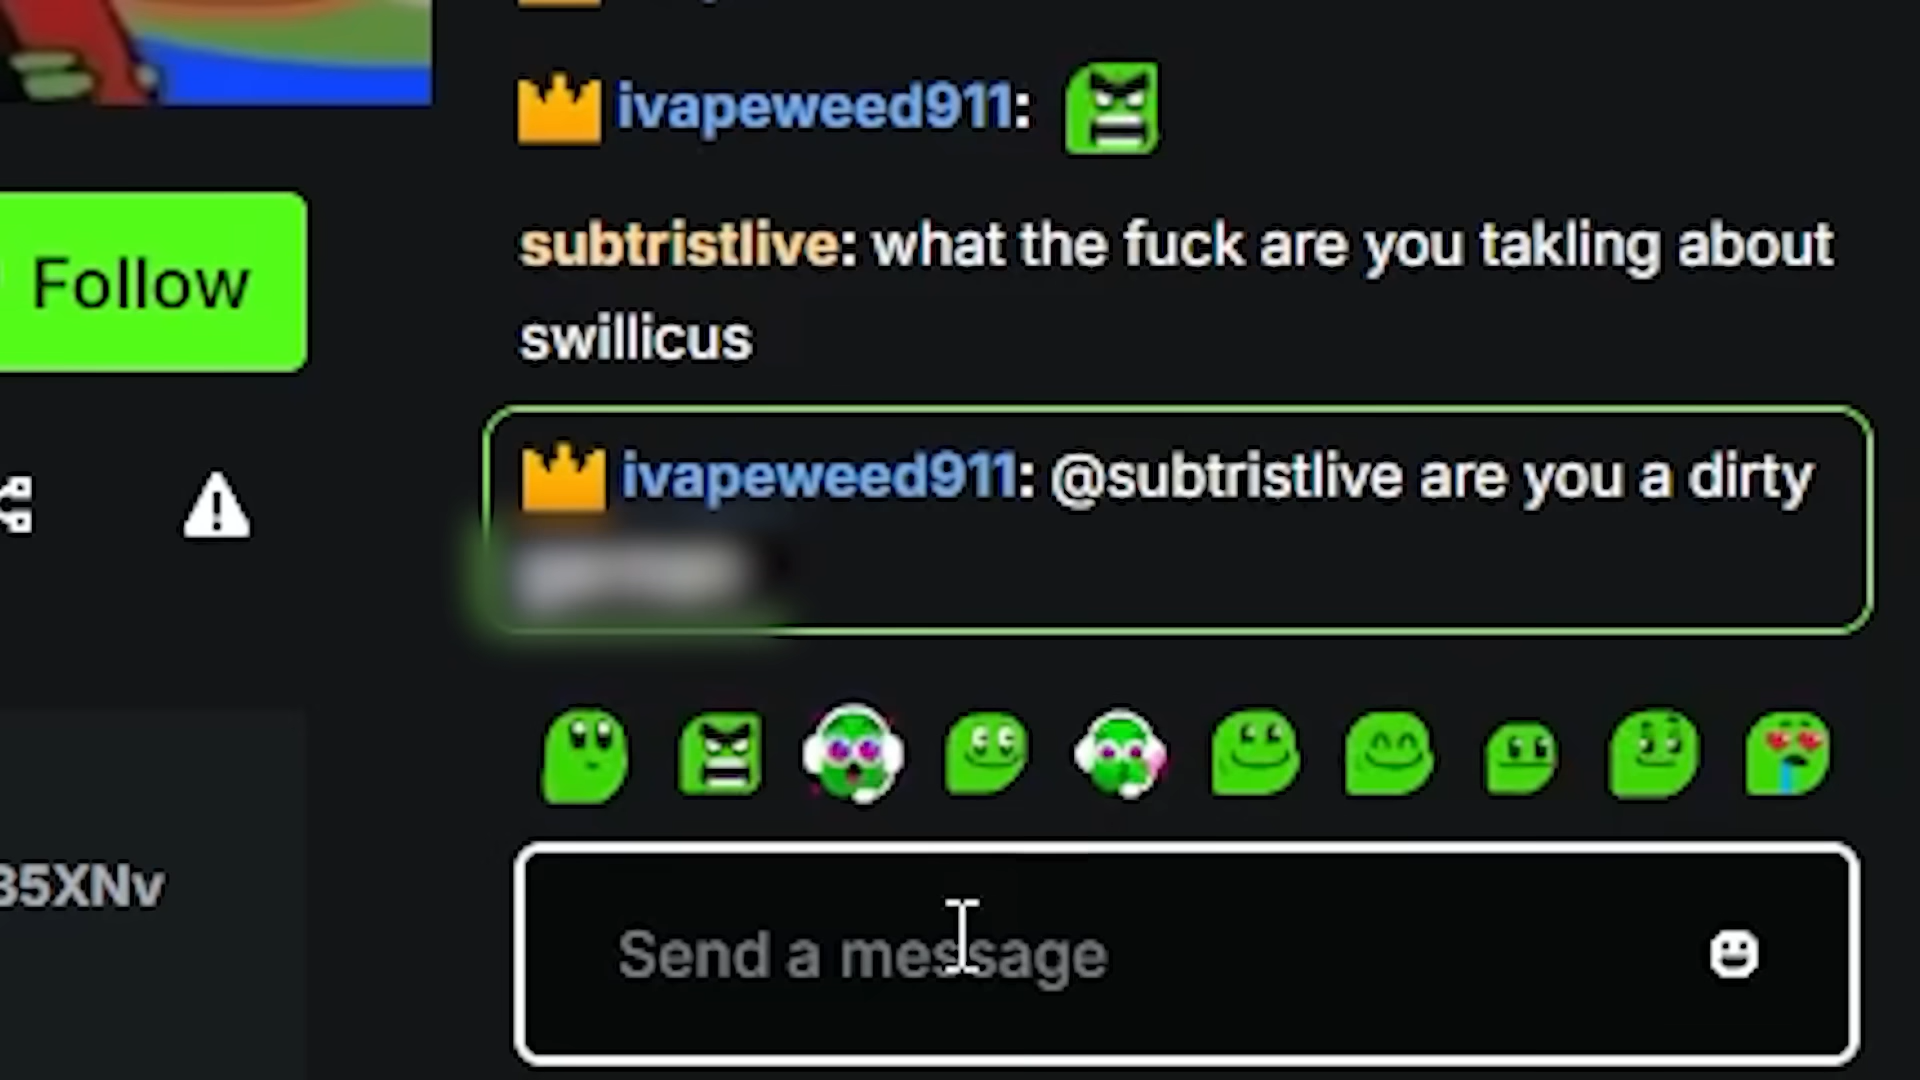 ivapeweed911:
Follow
subtristlive: what the fuck are you takling about
swillicus
ivapeweed911: @subtristlive are you a dirty
35XNv
Send a message